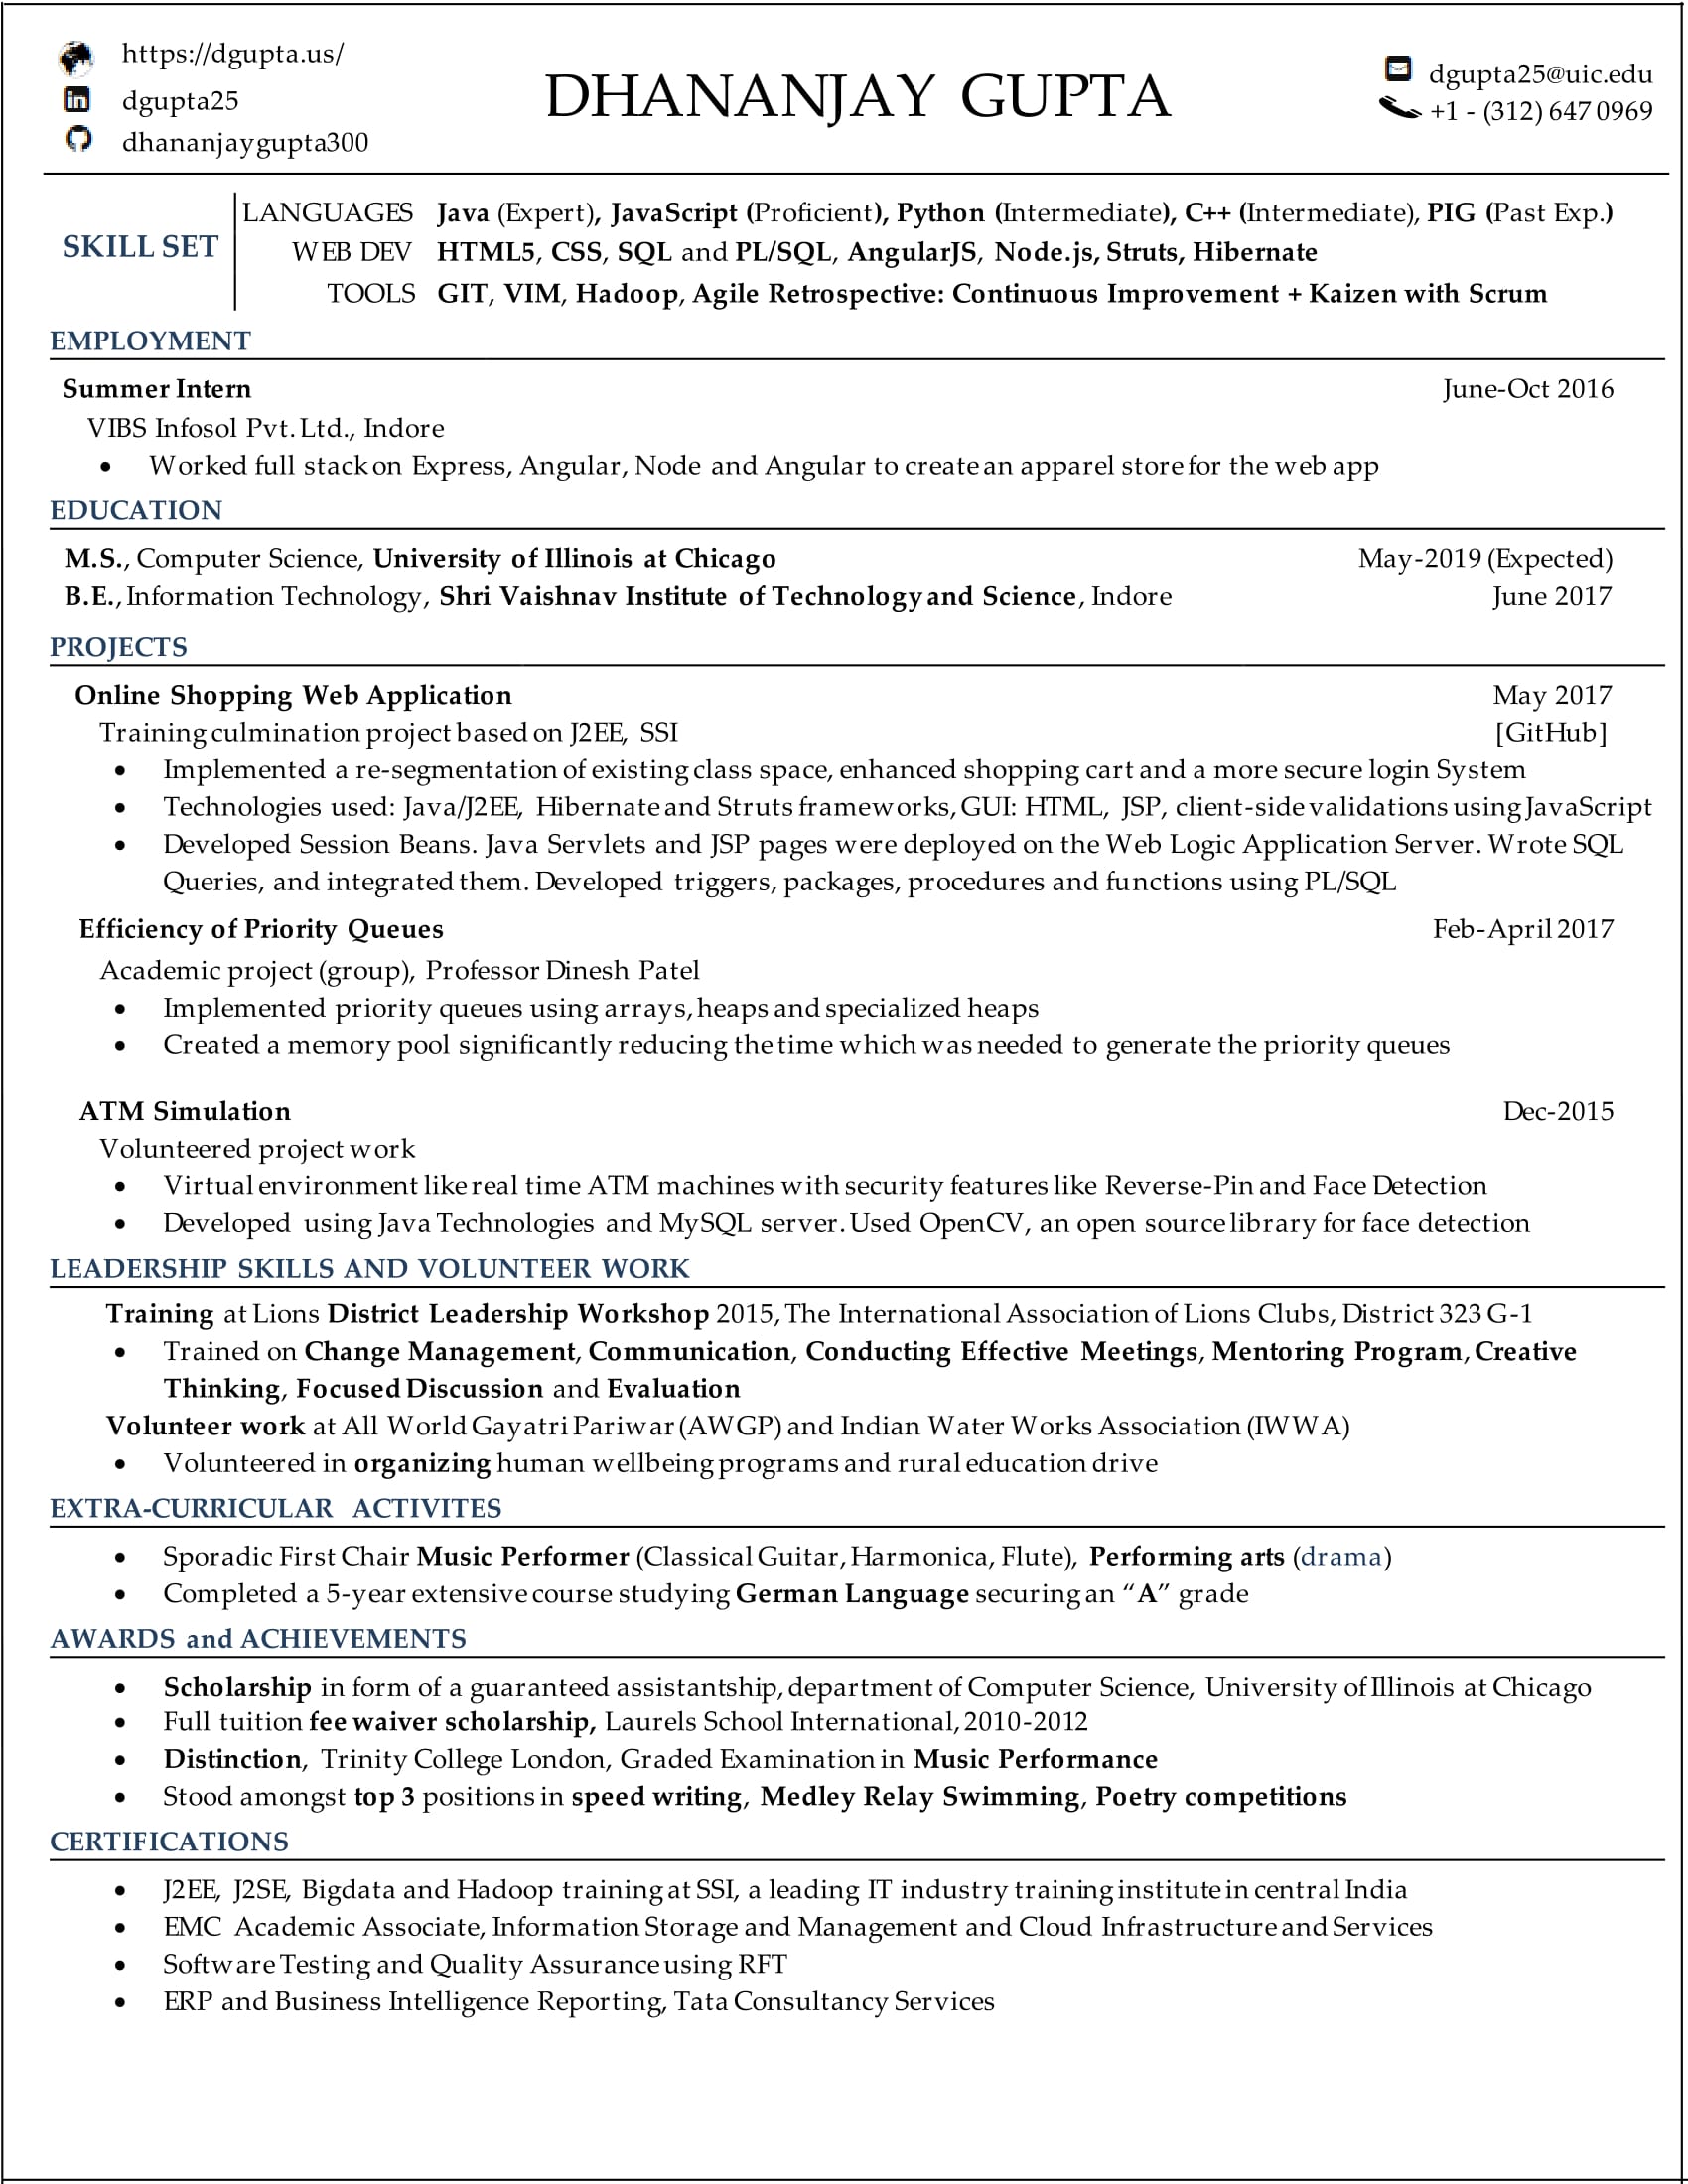 https://dgupta.us/
dgupta25
dhananjaygupta300
DHANANJAY GUPTA
dgupta25@uic.edu
+1 - (312) 647 0969
SKILL SET
LANGUAGES Java (Expert), JavaScript (Proficient), Python (Intermediate), C++ (Intermediate), PIG (Past Exp.)
WEB DEV HTML5, CSS, SQL and PL/SQL, AngularJS, Node.js, Struts, Hibernate
TOOLS GIT, VIM, Hadoop, Agile Retrospective: Continuous Improvement + Kaizen with Scrum
EMPLOYMENT
Summer Intern June-Oct 2016
VIBS Infosol Pvt. Ltd., Indore
• Worked full stack on Express, Angular, Node and Angular to create an apparel store for the web app
EDUCATION
M.S., Computer Science, University of Illinois at Chicago May-2019 (Expected)
B.E., Information Technology, Shri Vaishnav Institute of Technology and Science, Indore June 2017
PROJECTS
Online Shopping Web Application May 2017
Training culmination project based on J2EE, SSI [GitHub]
• Implemented a re-segmentation of existing class space, enhanced shopping cart and a more secure login System
• Technologies used: Java/J2EE, Hibernate and Struts frameworks, GUI: HTML, JSP, client-side validations using JavaScript
• Developed Session Beans. Java Servlets and JSP pages were deployed on the Web Logic Application Server. Wrote SQL
Queries, and integrated them. Developed triggers, packages, procedures and functions using PL/SQL
Efficiency of Priority Queues Feb-April 2017
Academic project (group), Professor Dinesh Patel
• Implemented priority queues using arrays, heaps and specialized heaps
• Created a memory pool significantly reducing the time which was needed to generate the priority queues
ATM Simulation Dec-2015
Volunteered project work
• Virtual environment like real time ATM machines with security features like Reverse-Pin and Face Detection
• Developed using Java Technologies and MySQL server. Used OpenCV, an open source library for face detection
LEADERSHIP SKILLS AND VOLUNTEER WORK
Training at Lions District Leadership Workshop 2015, The International Association of Lions Clubs, District 323 G-1
• Trained on Change Management, Communication, Conducting Effective Meetings, Mentoring Program, Creative
Thinking, Focused Discussion and Evaluation
Volunteer work at All World Gayatri Pariwar (AWGP) and Indian Water Works Association (IWWA)
• Volunteered in organizing human wellbeing programs and rural education drive
EXTRA-CURRICULAR ACTIVITES
• Sporadic First Chair Music Performer (Classical Guitar, Harmonica, Flute), Performing arts (drama)
• Completed a 5-year extensive course studying German Language securing an “A” grade
AWARDS and ACHIEVEMENTS
• Scholarship in form of a guaranteed assistantship, department of Computer Science, University of Illinois at Chicago
• Full tuition fee waiver scholarship, Laurels School International, 2010-2012
• Distinction, Trinity College London, Graded Examination in Music Performance
• Stood amongst top 3 positions in speed writing, Medley Relay Swimming, Poetry competitions
CERTIFICATIONS
• J2EE, J2SE, Bigdata and Hadoop training at SSI, a leading IT industry training institute in central India
• EMC Academic Associate, Information Storage and Management and Cloud Infrastructure and Services
• Software Testing and Quality Assurance using RFT
• ERP and Business Intelligence Reporting, Tata Consultancy Services